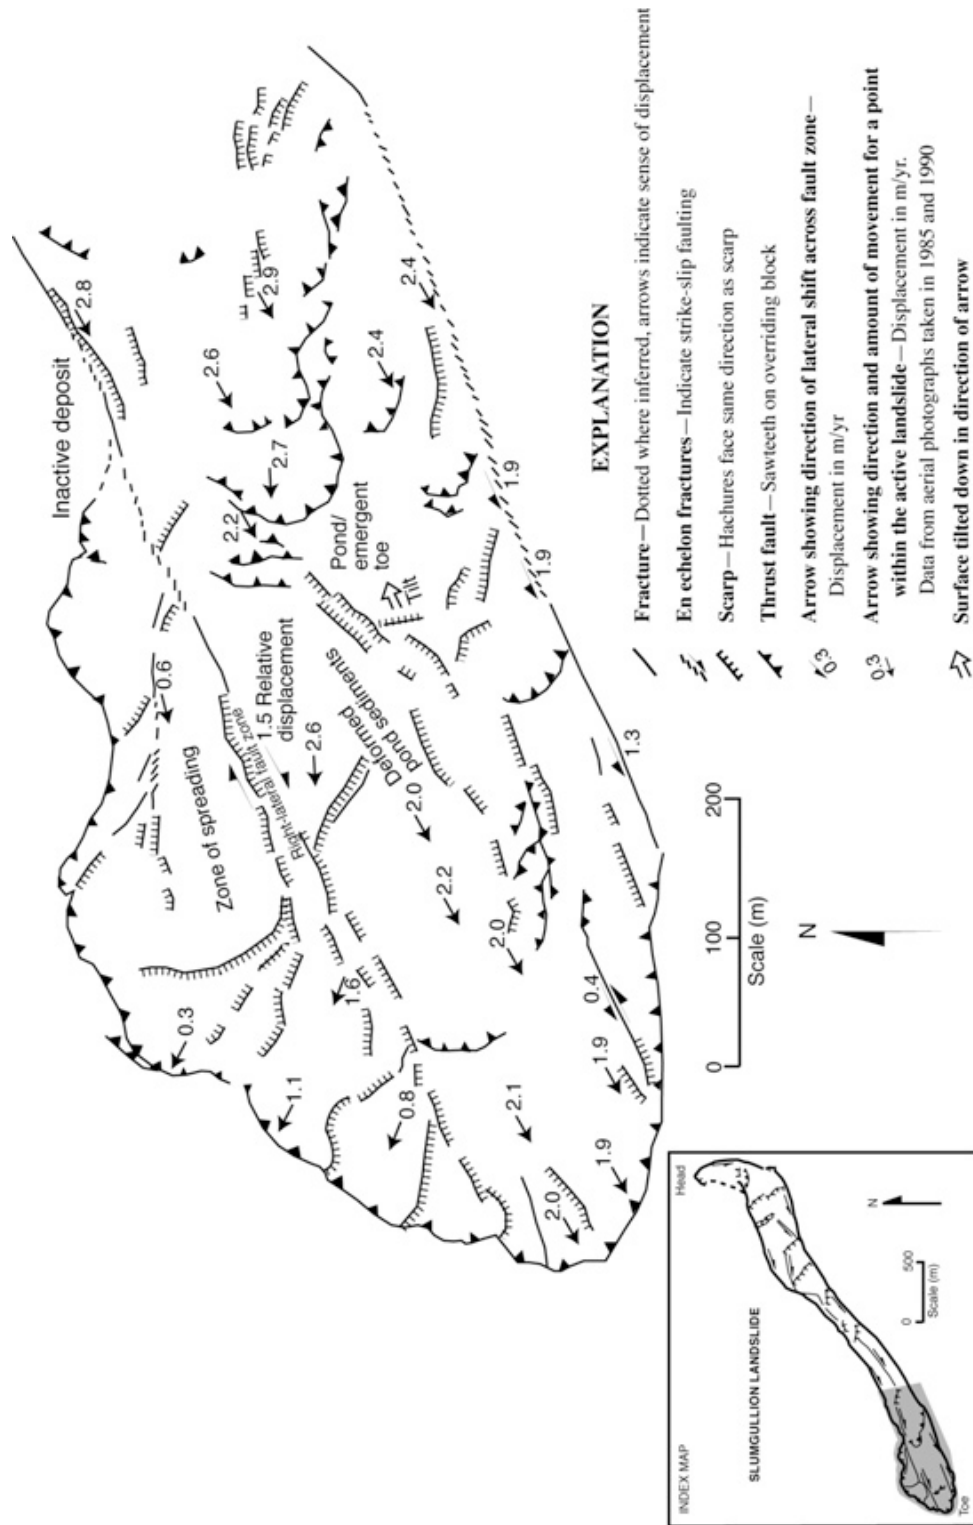 Inactive deposit
2.8
2.9
2.6
2.4
2.4
2.7
2.2
Pond/
emergent
toe
Tilt
1.9
1.9
0.6
Zone of spreading
Right-lateral fault zone
1.5 Relative
displacement
2.6
Deformed
pond sediments
2.0
2.2
2.0
1.3
0.3
1.6
0.4
1.1
0.8
2.1
1.9
1.9
2.0
EXPLANATION
Fracture—Dotted where inferred, arrows indicate sense of displacement
En echelon fractures—Indicate strike-slip faulting
Scarp—Hachures face same direction as scarp
Thrust fault—Sawteeth on overriding block
0.3
Arrow showing direction of lateral shift across fault zone—
Displacement in m/yr
0.3
Arrow showing direction and amount of movement for a point
within the active landslide—Displacement in m/yr.
Data from aerial photographs taken in 1985 and 1990
Surface tilted down in direction of arrow
0 100 200
Scale (m)
N
INDEX MAP
SLUMGULLION LANDSLIDE
Head
Toe
0 500
Scale (m)
N